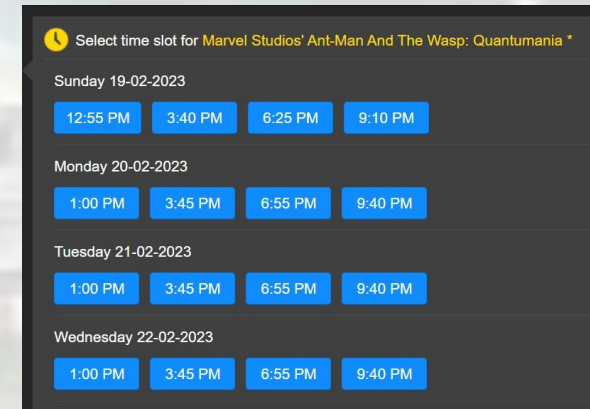 Select time slot for Marvel Studios' Ant-Man And The Wasp: Quantumania *
Sunday 19-02-2023
12:55 PM 3:40 PM 6:25 PM 9:10 PM
Monday 20-02-2023
1:00 PM 3:45 PM 6:55 PM 9:40 PM
Tuesday 21-02-2023
1:00 PM 3:45 PM 6:55 PM 9:40 PM
Wednesday 22-02-2023
1:00 PM 3:45 PM 6:55 PM 9:40 PM